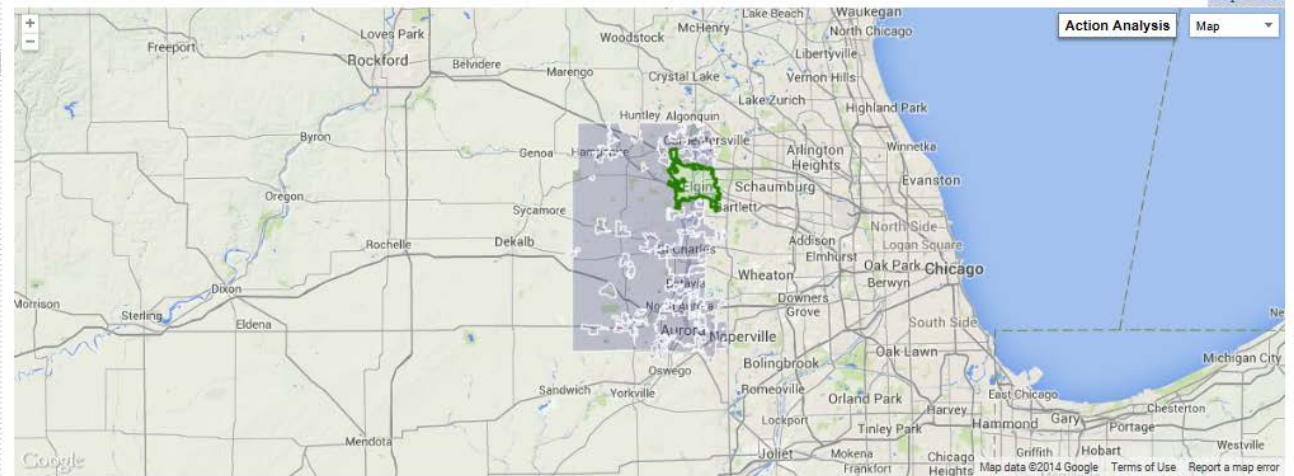 Lake Beach
Waukegan
+
Action Analysis
Map
Loves Park
Woodstock
McHenry
North Chicago
Freeport
Libertyville
Rockford
Belvidere
Marengo
Crystal Lake
Vernon Hills
Lake Zurich
Highland Park
Huntley
Algonquin
Byron
Carpentersville
Winnetka
Genoa
Hampshire
Arlington
Heights
Evanston
Elgin
Schaumburg
Oregon
Sycamore
Bartlett
North Side
Rochelle
Dekalb
St Charles
Addison
Logan Square
Elmhurst
Oak Park
Chicago
Wheaton
Berwyn
Dixon
Batavia
Morrison
North Aurora
Downers
Grove
Sterling
Eldena
South Side
Ne
Aurora
Naperville
Oak Lawn
Bolingbrook
Michigan City
Oswego
Sandwich
Yorkville
Romeoville
Orland Park
East Chicago
Harvey
Chesterton
Lockport
Tinley Park
Hammond
Gary
Portage
Mendota
Westville
Joliet
Mokena
Griffith
Hobart
Google
Frankfort
Chicago
Heights
Map data ©2014 Google
Terms of Use
Report a map error